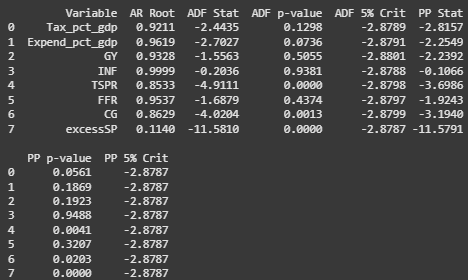 Variable AR Root ADF Stat ADF p-value ADF 5% Crit PP Stat
0 Tax_pct_gdp 0.9211 -2.4435 0.1298 -2.8789 -2.8157
1 Expend_pct_gdp 0.9619 -2.7027 0.0736 -2.8791 -2.2549
2 GY 0.9328 -1.5563 0.5055 -2.8801 -2.2392
3 INF 0.9999 -0.2036 0.9381 -2.8788 -0.1066
4 TSPR 0.8533 -4.9111 0.0000 -2.8798 -3.6986
5 FFR 0.9537 -1.6879 0.4374 -2.8797 -1.9243
6 CG 0.8629 -4.0204 0.0013 -2.8799 -3.1940
7 excessSP 0.1140 -11.5810 0.0000 -2.8787 -11.5791
PP p-value PP 5% Crit
0 0.0561 -2.8787
1 0.1869 -2.8787
2 0.1923 -2.8787
3 0.9488 -2.8787
4 0.0041 -2.8787
5 0.3207 -2.8787
6 0.0203 -2.8787
7 0.0000 -2.8787